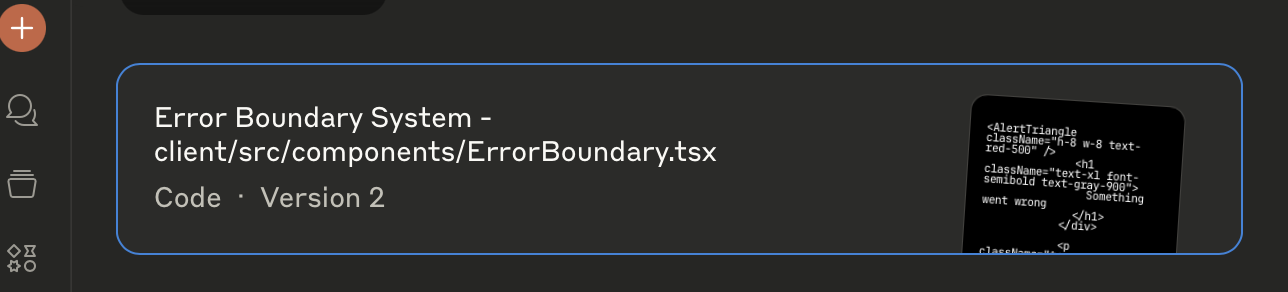 Error Boundary System -
client/src/components/ErrorBoundary.tsx
Code · Version 2
<AlertTriangle
className="h-8 w-8 text-
red-500" />
<h1
className="text-xl font-
semibold text-gray-900">
Something
went wrong
</h1>
</div>
<p
className="